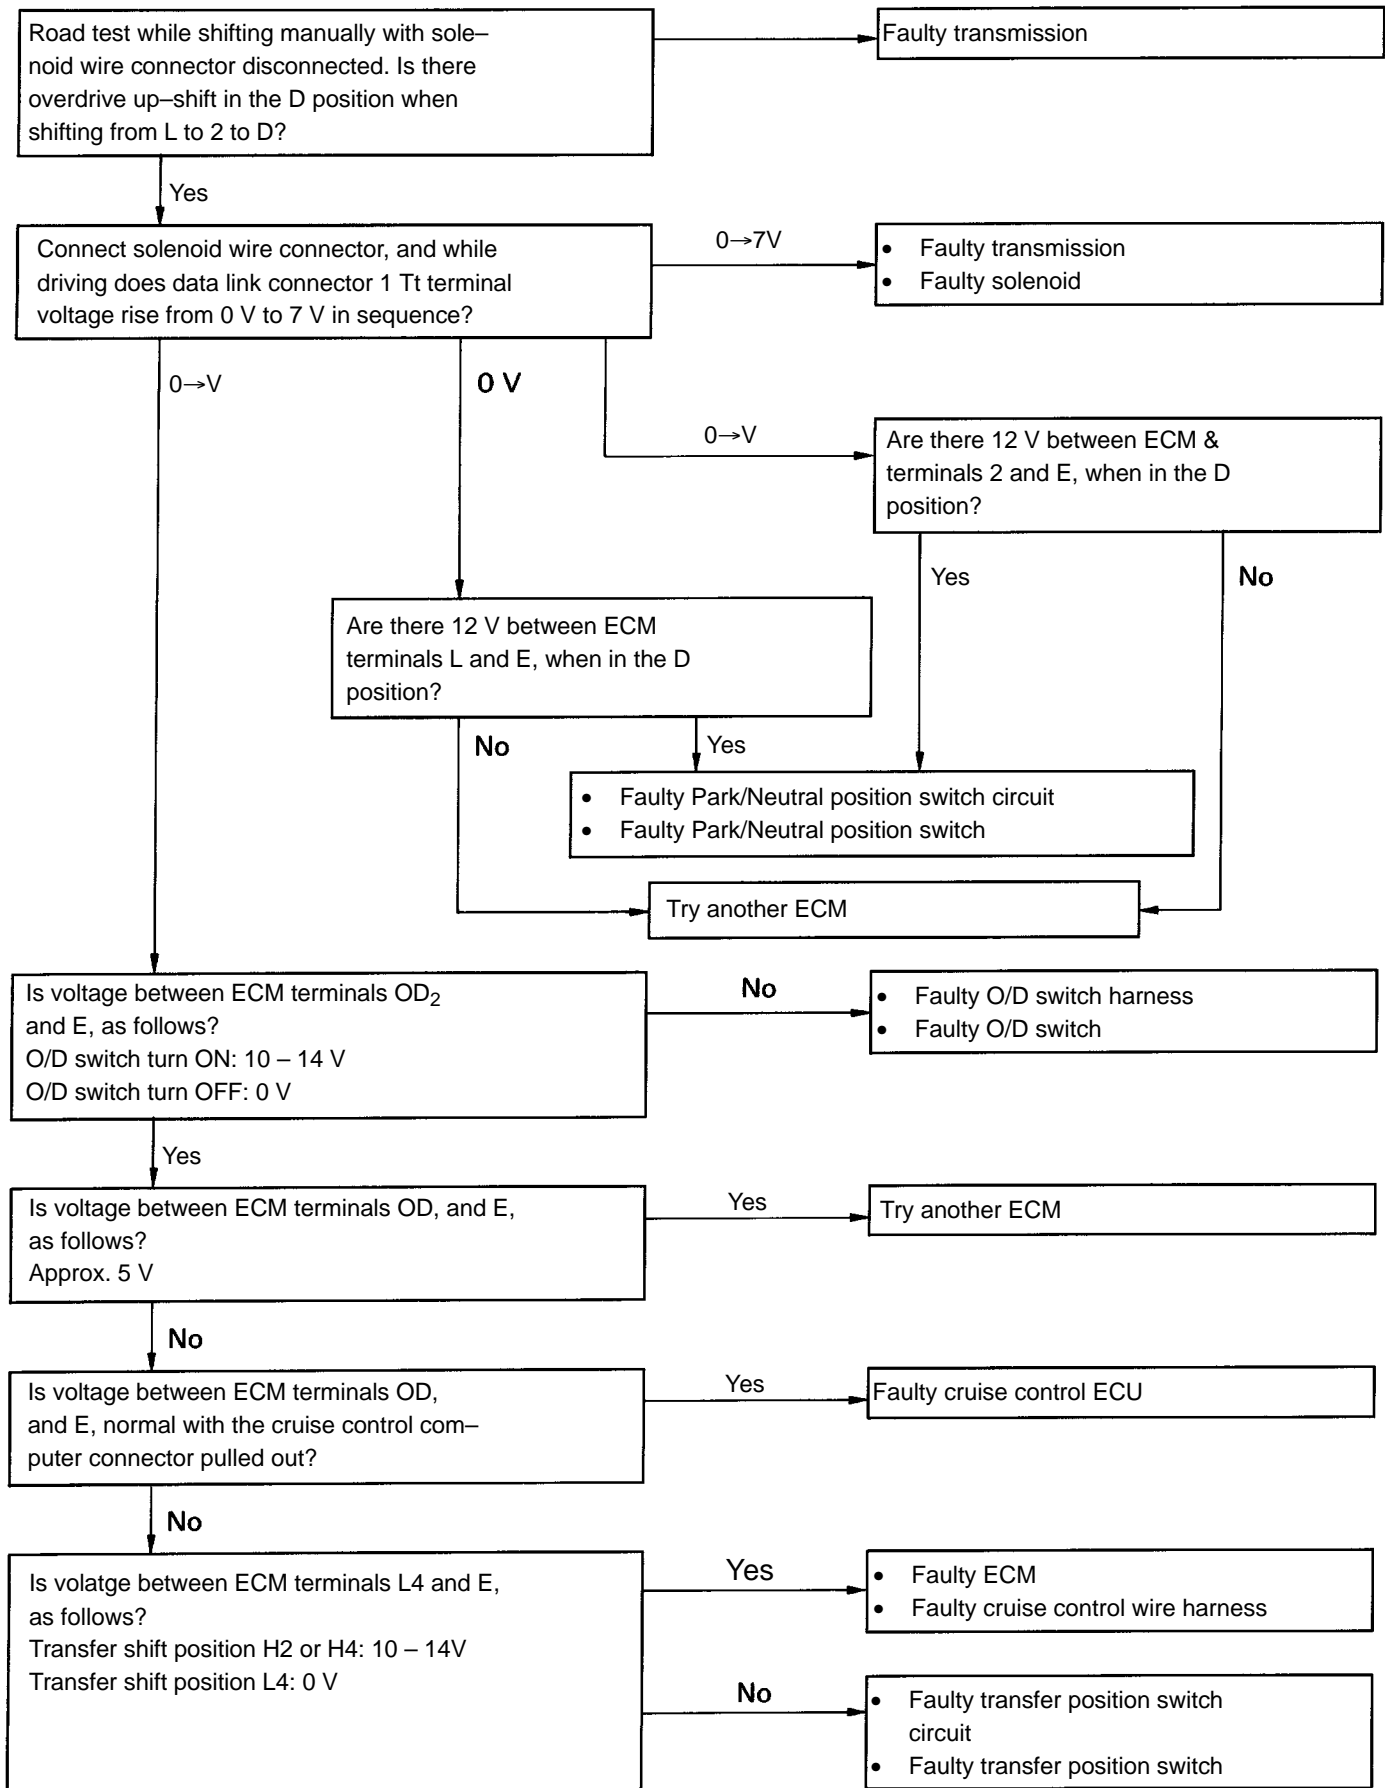 Road test while shifting manually with sole–
noid wire connector disconnected. Is there
overdrive up–shift in the D position when
shifting from L to 2 to D?
Faulty transmission
Yes
Connect solenoid wire connector, and while
driving does data link connector 1 Tt terminal
voltage rise from 0 V to 7 V in sequence?
0→7V
• Faulty transmission
• Faulty solenoid
0→V
0 V
0→V
Are there 12 V between ECM &
terminals 2 and E, when in the D
position?
Yes
No
Are there 12 V between ECM
terminals L and E, when in the D
position?
No
Yes
• Faulty Park/Neutral position switch circuit
• Faulty Park/Neutral position switch
Try another ECM
Is voltage between ECM terminals OD2
and E, as follows?
O/D switch turn ON: 10 – 14 V
O/D switch turn OFF: 0 V
No
• Faulty O/D switch harness
• Faulty O/D switch
Yes
Is voltage between ECM terminals OD, and E,
as follows?
Approx. 5 V
Yes
Try another ECM
No
Is voltage between ECM terminals OD,
and E, normal with the cruise control com–
puter connector pulled out?
Yes
Faulty cruise control ECU
No
Is volatge between ECM terminals L4 and E,
as follows?
Transfer shift position H2 or H4: 10 – 14V
Transfer shift position L4: 0 V
Yes
• Faulty ECM
• Faulty cruise control wire harness
No
• Faulty transfer position switch
circuit
• Faulty transfer position switch